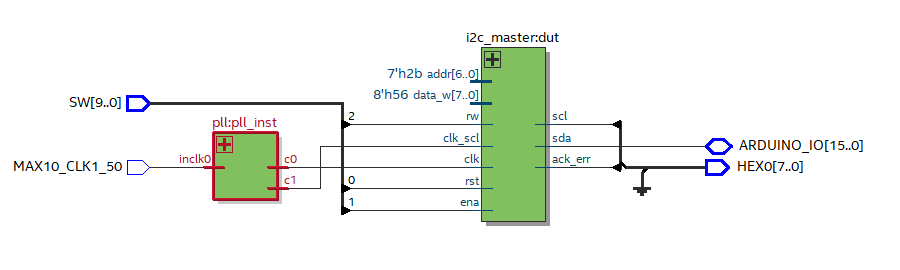 i2c_master:dut
7'h2b addr[6..0]
8'h56 data_w[7..0]
SW[9..0]
2 rw scl
pll:pll_inst
clk_scl sda ARDUINO_IO[15..0]
MAX10_CLK1_50 inclk0 c0 clk ack_err HEX0[7..0]
c1 0 rst
1 ena